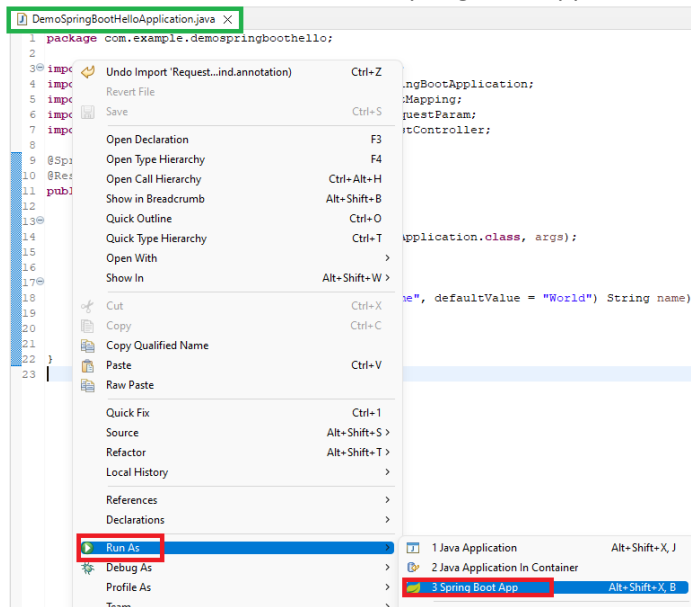 DemoSpringBootHelloApplication.java
1 package com.example.demospringboothello;
2
3 impo
4 impo ngBootApplication;
5 impo Mapping;
6 impo uestParam;
7 impo tController;
8
9 @Spri
10 @Res
11 publ
12
13
14 Application.class, args);
15
16
17
18 ", defaultValue = "World") String name)
19
20
21
22 }
23
Undo Import 'Request...ind.annotation) Ctrl+Z
Revert File
Save Ctrl+S
Open Declaration F3
Open Type Hierarchy F4
Open Call Hierarchy Ctrl+Alt+H
Show in Breadcrumb Alt+Shift+B
Quick Outline Ctrl+O
Quick Type Hierarchy Ctrl+T
Open With >
Show In Alt+Shift+W >
Cut Ctrl+X
Copy Ctrl+C
Copy Qualified Name
Paste Ctrl+V
Raw Paste
Quick Fix Ctrl+1
Source Alt+Shift+S >
Refactor Alt+Shift+T >
Local History >
References >
Declarations >
Run As >
Debug As >
Profile As >
Team
1 Java Application Alt+Shift+X, J
2 Java Application In Container
3 Spring Boot App Alt+Shift+X, B